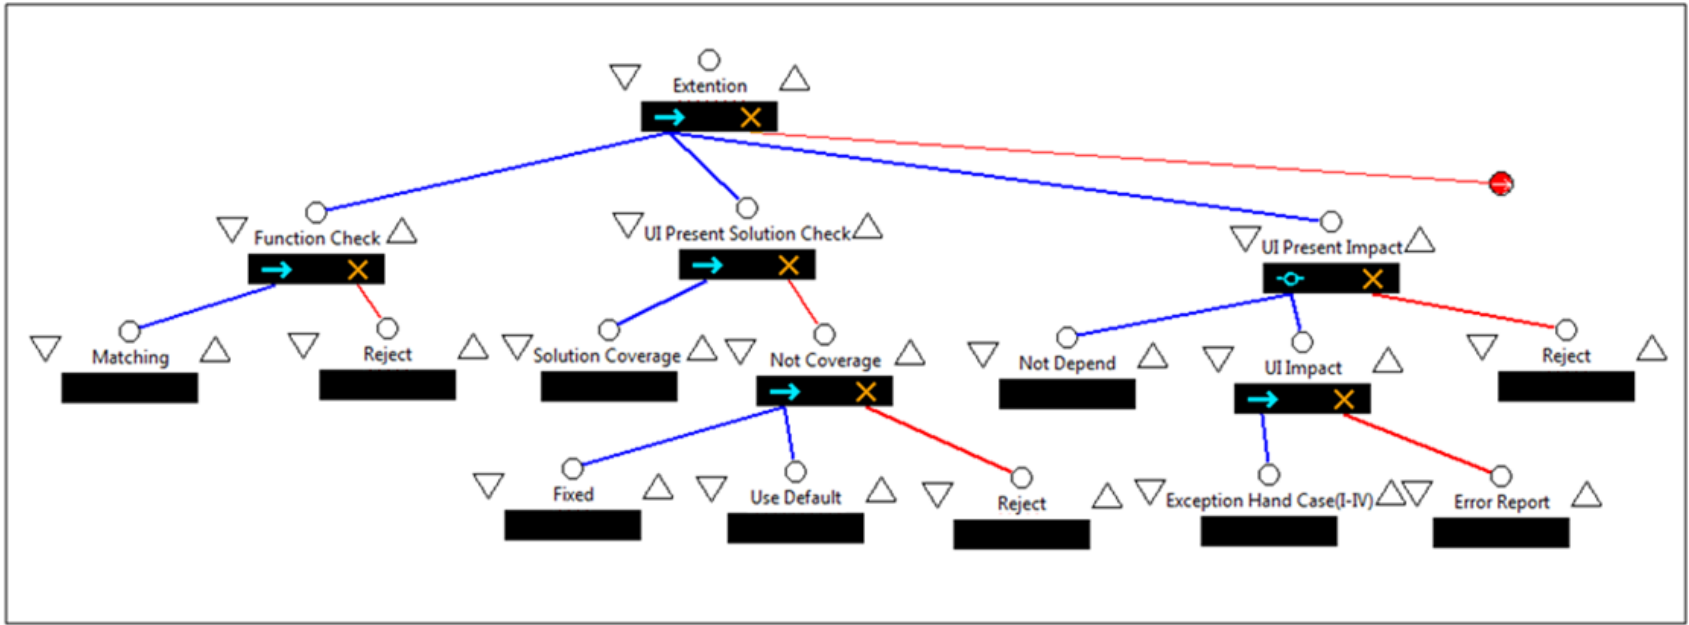 Extention
Function Check
UI Present Solution Check
UI Present Impact
Matching
Reject
Solution Coverage
Not Coverage
Not Depend
UI Impact
Reject
Fixed
Use Default
Reject
Exception Hand Case(I-IV)
Error Report